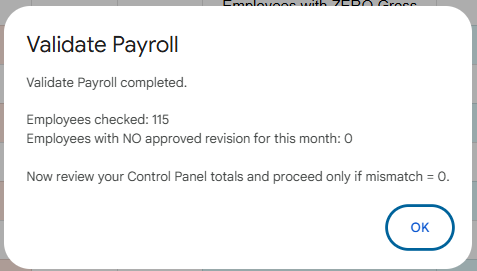 Employees with ZERO Gross
Validate Payroll
Validate Payroll completed.
Employees checked: 115
Employees with NO approved revision for this month: 0
Now review your Control Panel totals and proceed only if mismatch = 0.
OK